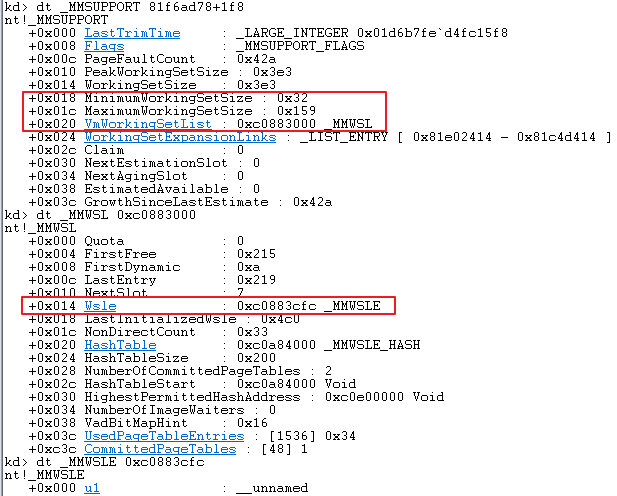 kd> dt _MMSUPPORT 81f6ad78+1f8
nt!_MMSUPPORT
+0x000 LastTrimTime : _LARGE_INTEGER 0x01d6b7fe`d4fc15f8
+0x008 Flags : _MMSUPPORT_FLAGS
+0x00c PageFaultCount : 0x42a
+0x010 PeakWorkingSetSize : 0x3e3
+0x014 WorkingSetSize : 0x3e3
+0x018 MinimumWorkingSetSize : 0x32
+0x01c MaximumWorkingSetSize : 0x159
+0x020 VmWorkingSetList : 0xc0883000 _MMWSL
+0x024 WorkingSetExpansionLinks : _LIST_ENTRY [ 0x81e02414 - 0x81c4d414 ]
+0x02c Claim : 0
+0x030 NextEstimationSlot : 0
+0x034 NextAgingSlot : 0
+0x038 EstimatedAvailable : 0
+0x03c GrowthSinceLastEstimate : 0x42a
kd> dt _MMWSL 0xc0883000
nt!_MMWSL
+0x000 Quota : 0
+0x004 FirstFree : 0x215
+0x008 FirstDynamic : 0xa
+0x00c LastEntry : 0x219
+0x010 NextSlot : 7
+0x014 Wsle : 0xc0883cfc _MMWSLE
+0x018 LastInitializedWsle : 0x4c0
+0x01c NonDirectCount : 0x33
+0x020 HashTable : 0xc0a84000 _MMWSLE_HASH
+0x024 HashTableSize : 0x200
+0x028 NumberOfCommittedPageTables : 2
+0x02c HashTableStart : 0xc0a84000 Void
+0x030 HighestPermittedHashAddress : 0xc0e00000 Void
+0x034 NumberOfImageWaiters : 0
+0x038 VadBitMapHint : 0x16
+0x03c UsedPageTableEntries : [1536] 0x34
+0xc3c CommittedPageTables : [48] 1
kd> dt _MMWSLE 0xc0883cfc
nt!_MMWSLE
+0x000 u1 : __unnamed